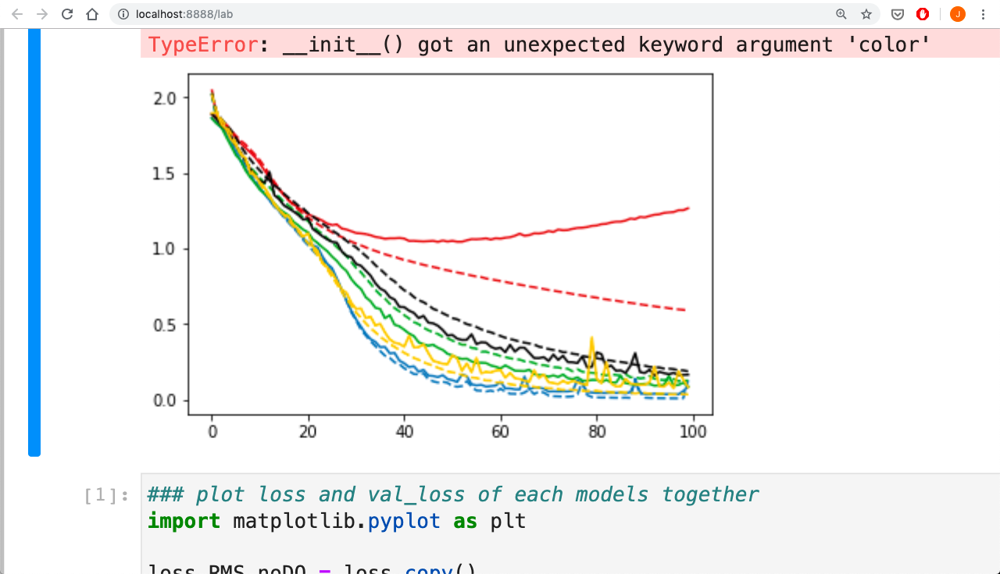 localhost:8888/lab
J
TypeError: __init__() got an unexpected keyword argument 'color'
2.0
1.5
1.0
0.5
0.0
0 20 40 60 80 100
[1]:
### plot loss and val_loss of each models together
import matplotlib.pyplot as plt
loss_RMS_noDO = loss.copy()